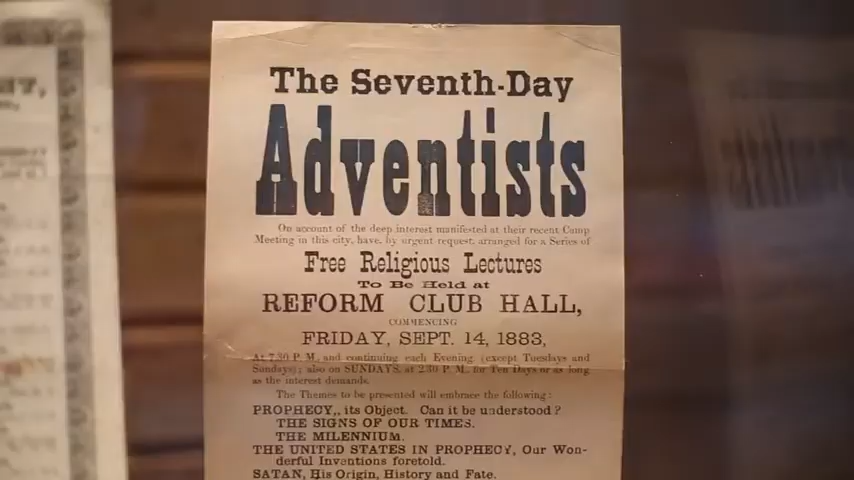 The Seventh-Day
Adventists
On account of the deep interest manifested at their recent Camp
Meeting in this city, have, by urgent request, arranged for a Series of
Free Religious Lectures
To Be Held at
REFORM CLUB HALL,
COMMENCING
FRIDAY, SEPT. 14, 1883,
At 7.30 P. M. and continuing each Evening (except Tuesdays and
Sundays); also on SUNDAYS, at 2.30 P. M., for Ten Days or as long
as the interest demands.
The Themes to be presented will embrace the following:
PROPHECY,, its Object. Can it be understood?
THE SIGNS OF OUR TIMES.
THE MILENNIUM.
THE UNITED STATES IN PROPHECY, Our Won-
derful Inventions foretold.
SATAN, His Origin, History and Fate.